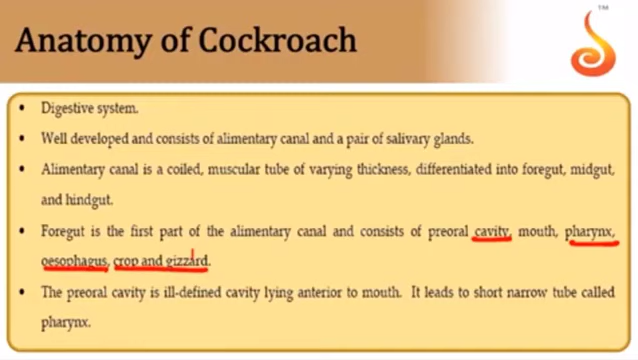 Anatomy of Cockroach
TM
• Digestive system.
• Well developed and consists of alimentary canal and a pair of salivary glands.
• Alimentary canal is a coiled, muscular tube of varying thickness, differentiated into foregut, midgut,
and hindgut.
• Foregut is the first part of the alimentary canal and consists of preoral cavity, mouth, pharynx,
oesophagus, crop and gizzard.
• The preoral cavity is ill-defined cavity lying anterior to mouth. It leads to short narrow tube called
pharynx.